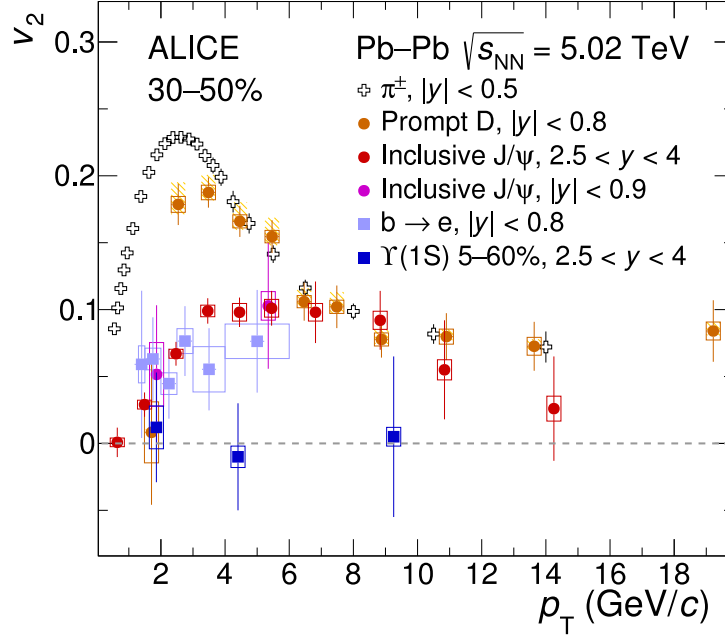 v₂
ALICE
30–50%
Pb–Pb √sNN = 5.02 TeV
π±, |y| < 0.5
Prompt D, |y| < 0.8
Inclusive J/ψ, 2.5 < y < 4
Inclusive J/ψ, |y| < 0.9
b → e, |y| < 0.8
ϒ(1S) 5–60%, 2.5 < y < 4
0.3
0.2
0.1
0
2 4 6 8 10 12 14 16 18
pT (GeV/c)